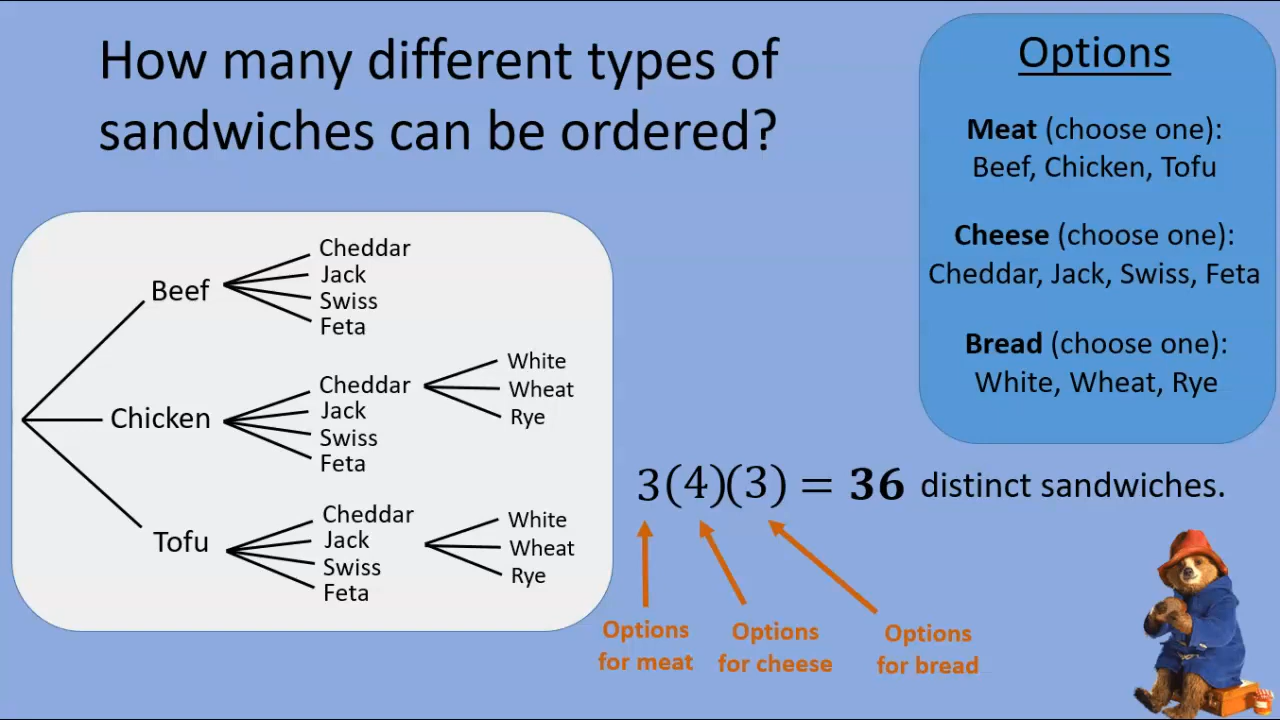 How many different types of
sandwiches can be ordered?
Options
Meat (choose one):
Beef, Chicken, Tofu
Cheese (choose one):
Cheddar, Jack, Swiss, Feta
Bread (choose one):
White, Wheat, Rye
Beef
Cheddar
Jack
Swiss
Feta
Chicken
Cheddar
Jack
Swiss
Feta
White
Wheat
Rye
Tofu
Cheddar
Jack
Swiss
Feta
White
Wheat
Rye
3(4)(3) = 36 distinct sandwiches.
Options
for meat
Options
for cheese
Options
for bread